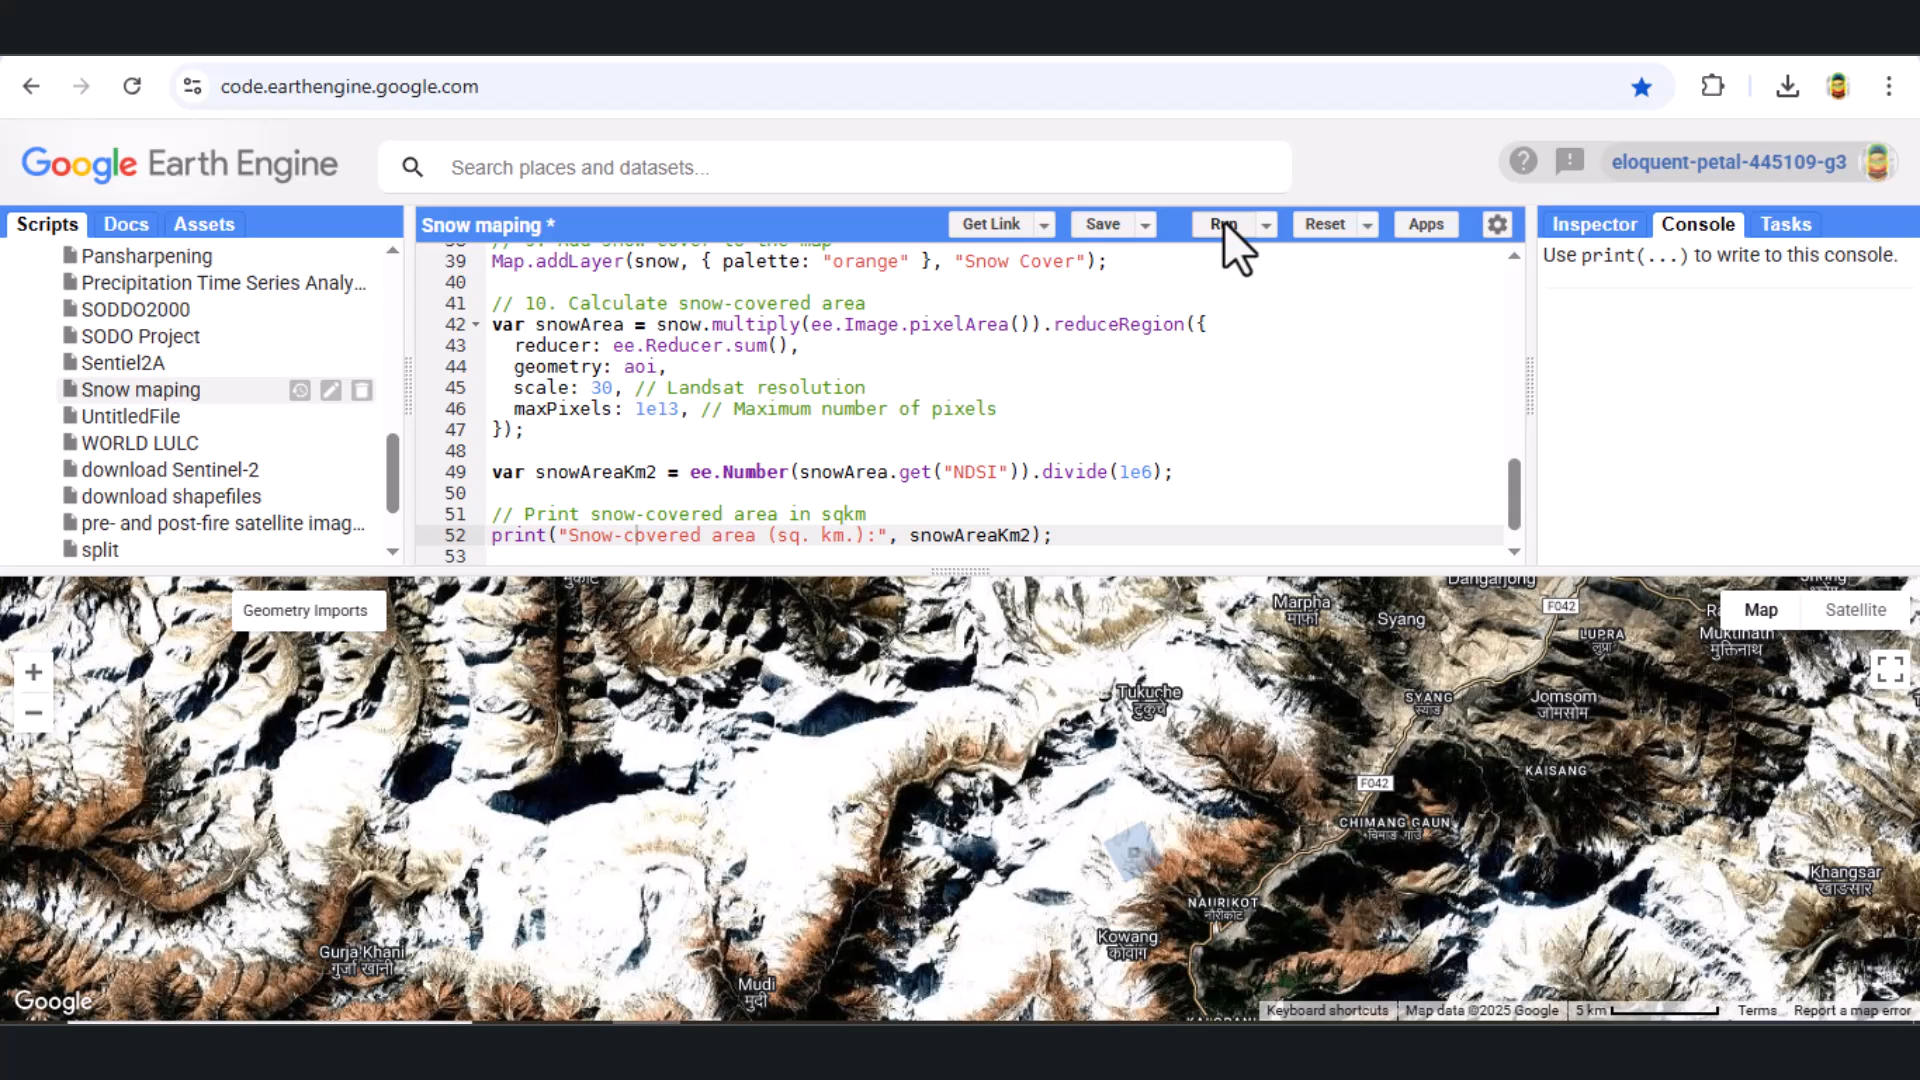 code.earthengine.google.com
Google Earth Engine
Search places and datasets...
eloquent-petal-445109-g3
Scripts
Docs
Assets
Snow maping *
Get Link
Save
Run
Reset
Apps
Inspector
Console
Tasks
Pansharpening
Precipitation Time Series Analy...
SODDO2000
SODO Project
Sentiel2A
Snow maping
UntitledFile
WORLD LULC
download Sentinel-2
download shapefiles
pre- and post-fire satellite imag...
split
39 Map.addLayer(snow, { palette: "orange" }, "Snow Cover");
40
41 // 10. Calculate snow-covered area
42 var snowArea = snow.multiply(ee.Image.pixelArea()).reduceRegion({
43 reducer: ee.Reducer.sum(),
44 geometry: aoi,
45 scale: 30, // Landsat resolution
46 maxPixels: 1e13, // Maximum number of pixels
47 });
48
49 var snowAreaKm2 = ee.Number(snowArea.get("NDSI")).divide(1e6);
50
51 // Print snow-covered area in sqkm
52 print("Snow-covered area (sq. km.):", snowAreaKm2);
53
Use print(...) to write to this console.
Geometry Imports
Map
Satellite
Marpha
मार्फा
Syang
F042
LUPRA
लुप्रा
Muktinath
मुक्तिनाथ
Tukuche
टुकुचे
SYANG
स्याङ
Jomsom
जोमसोम
KAISANG
F042
CHIMANG GAUN
चिमाङ गाउँ
Khangsar
खाङसार
NAURIKOT
नौरीकोट
Kowang
कोवाग
Gurja Khani
गुर्जा खानी
Mudi
मुदी
Google
Keyboard shortcuts
Map data ©2025 Google
5 km
Terms
Report a map error